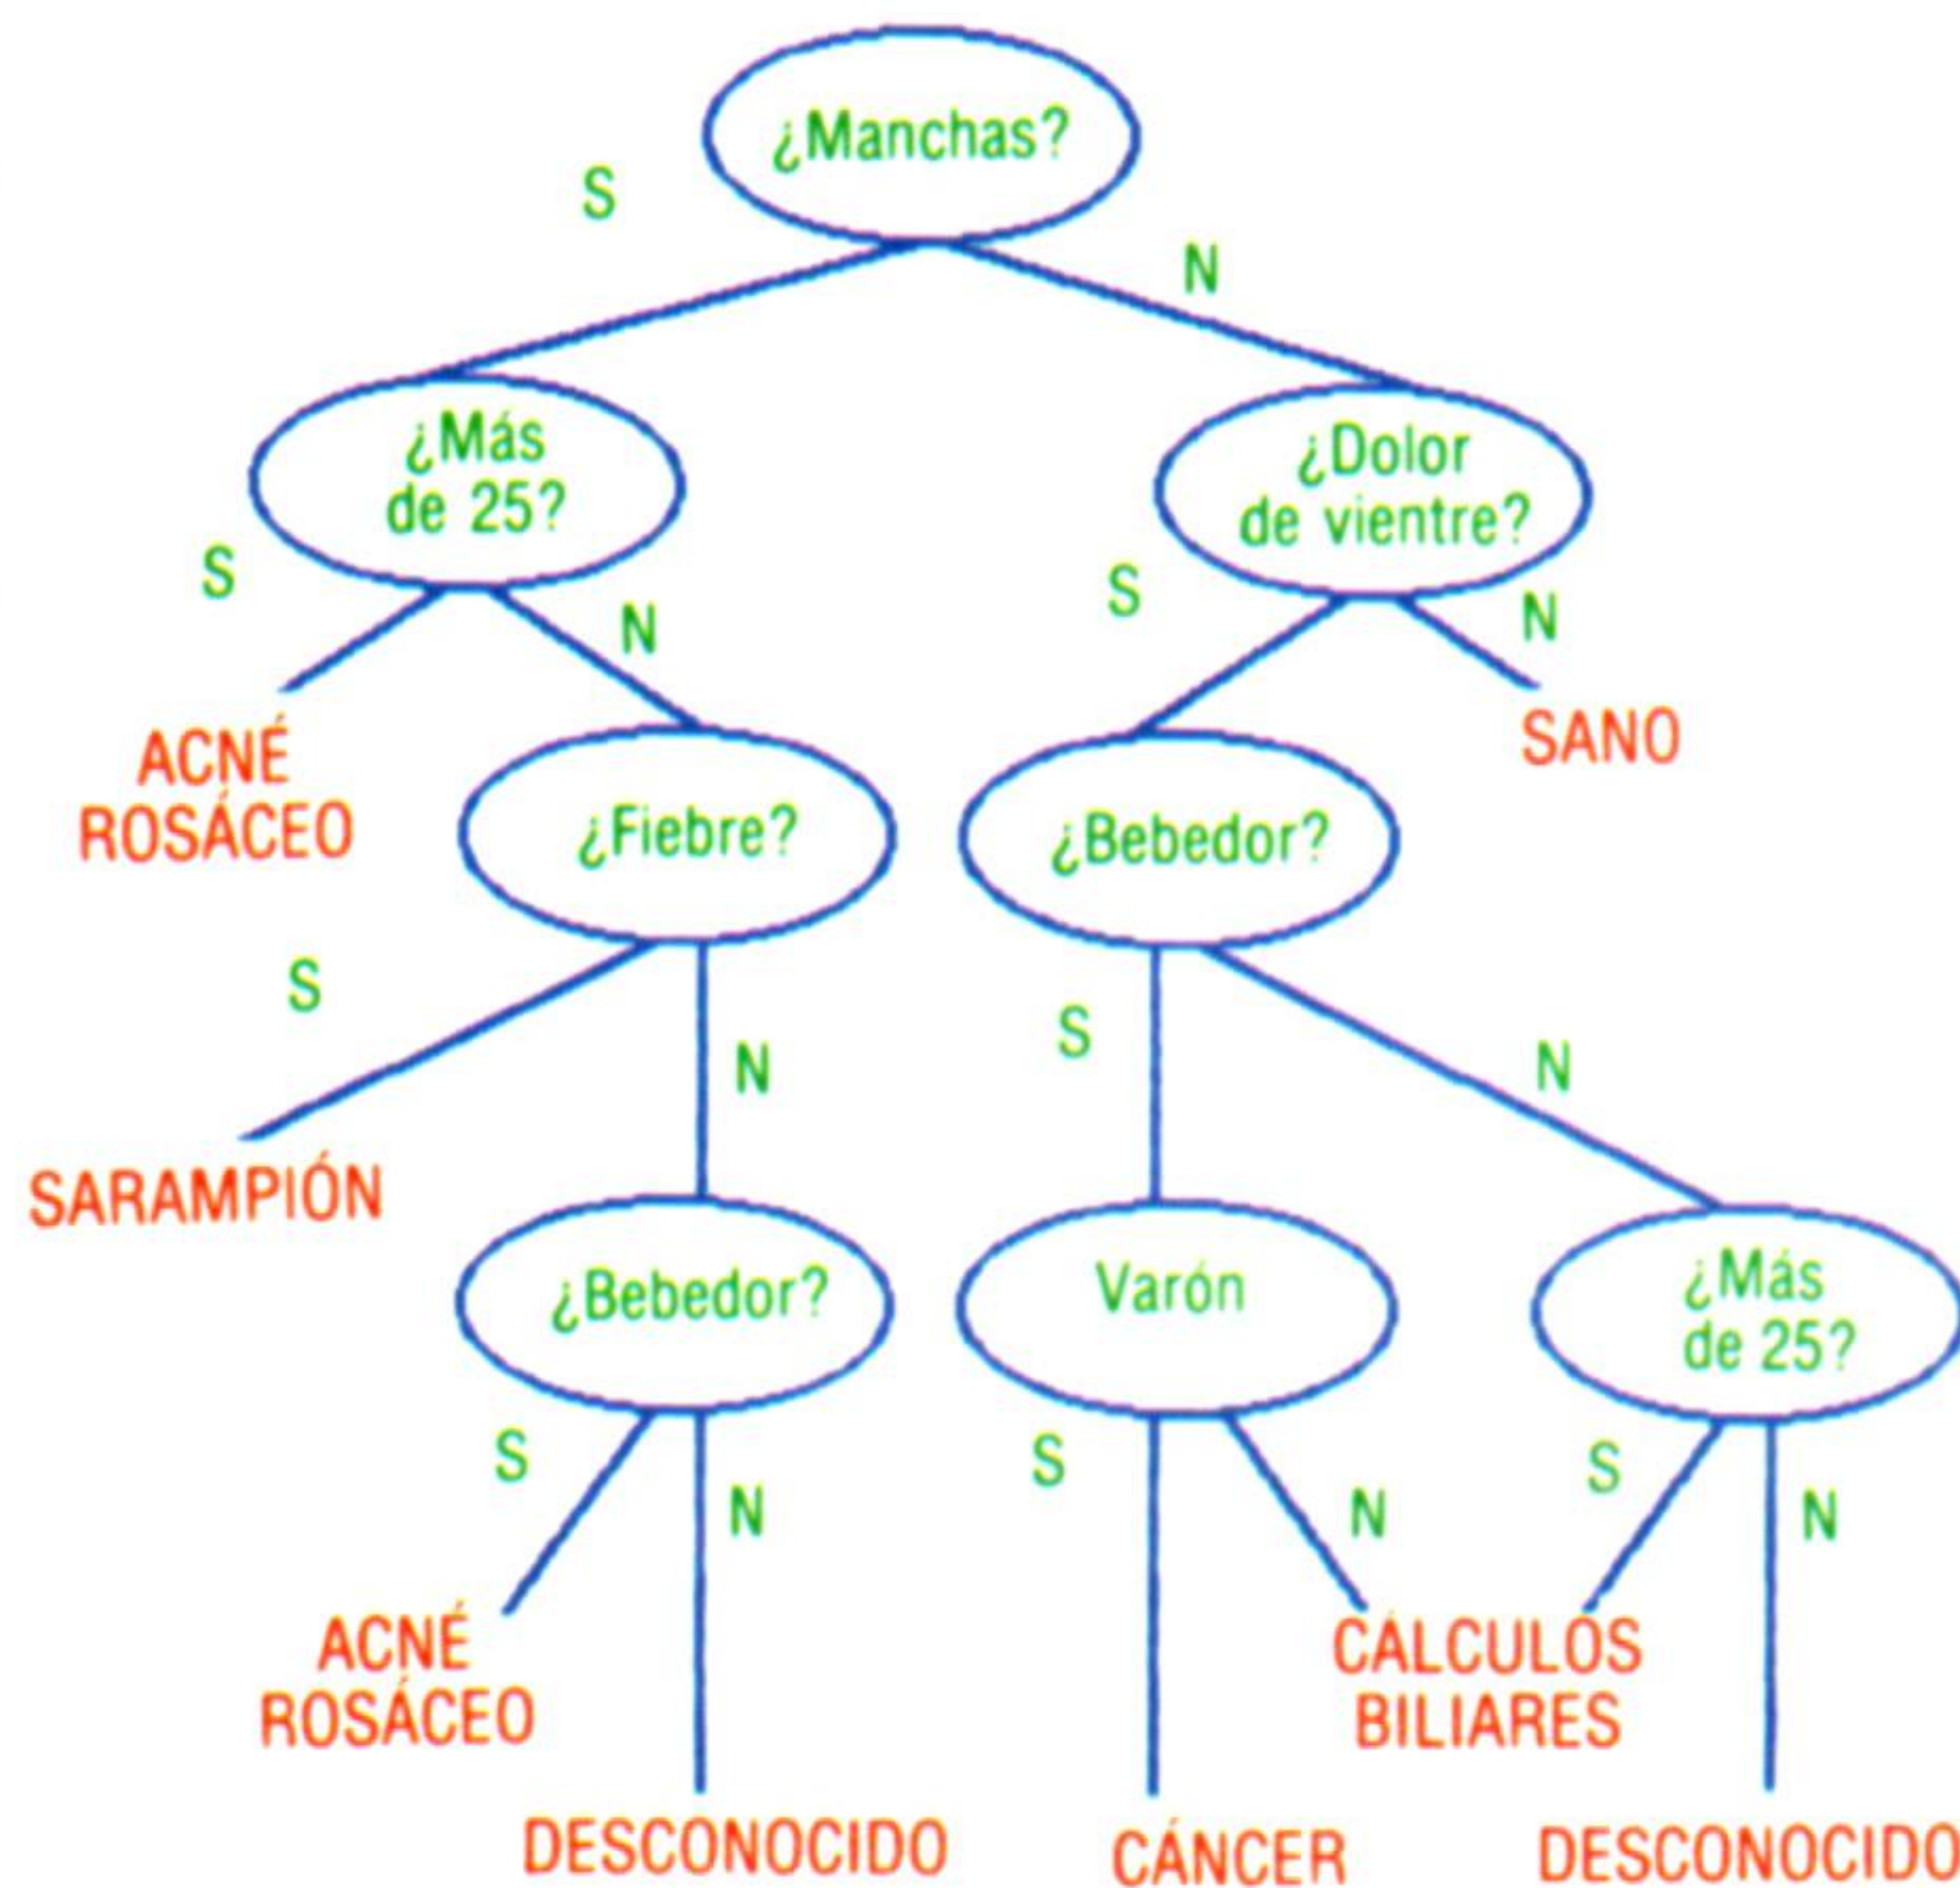 ¿Manchas?
S
N
¿Más
de 25?
¿Dolor
de vientre?
S
N
S
N
ACNÉ
ROSÁCEO
SANO
¿Fiebre?
¿Bebedor?
S
N
S
N
SARAMPIÓN
¿Bebedor?
Varón
¿Más
de 25?
S
N
S
N
S
N
ACNÉ
ROSÁCEO
CÁLCULOS
BILIARES
DESCONOCIDO
CÁNCER
DESCONOCIDO